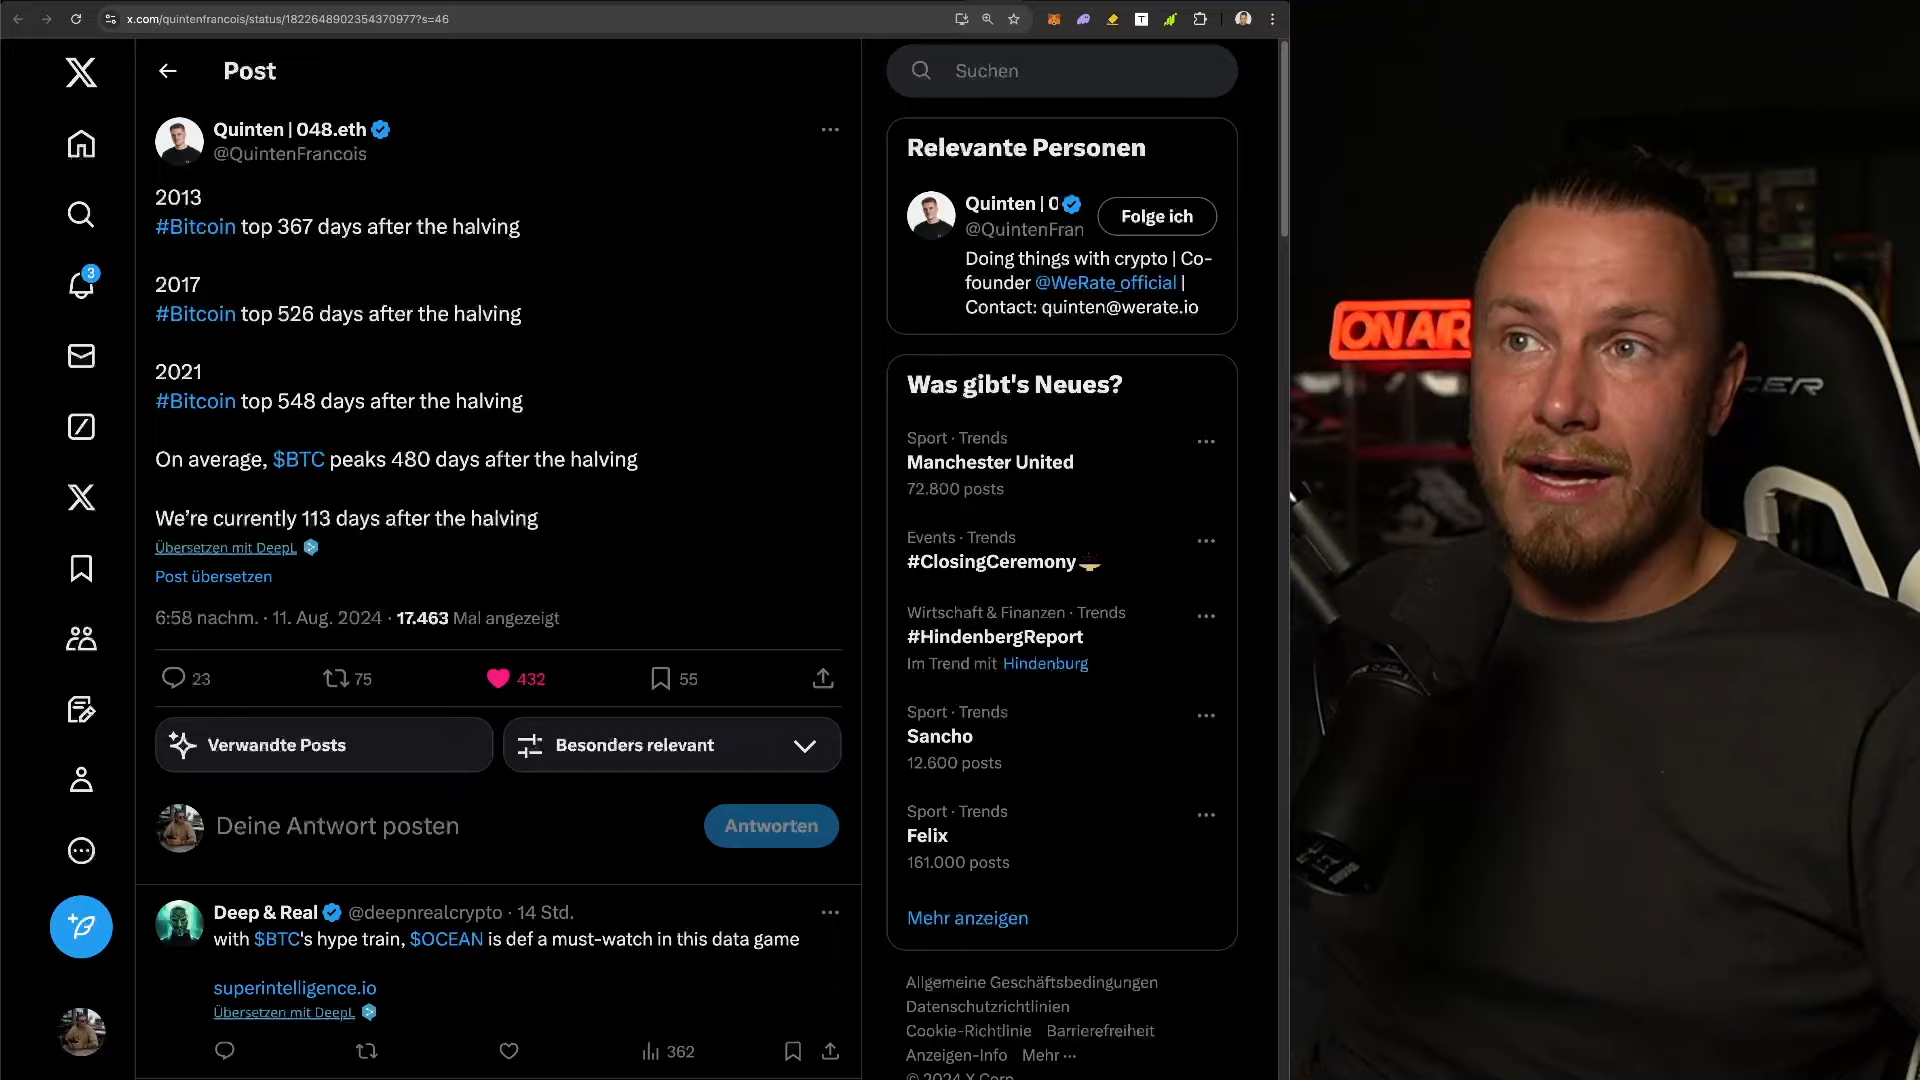 x.com/quintenfrancois/status/1822648902354370977?s=46
Post
Quinten | 048.eth
@QuintenFrancois
2013
#Bitcoin top 367 days after the halving
2017
#Bitcoin top 526 days after the halving
2021
#Bitcoin top 548 days after the halving
On average, $BTC peaks 480 days after the halving
We’re currently 113 days after the halving
Übersetzen mit DeepL
Post übersetzen
6:58 nachm. · 11. Aug. 2024 · 17.463 Mal angezeigt
23 75 432 55
Verwandte Posts
Besonders relevant
Deine Antwort posten
Antworten
Deep & Real @deepnrealcrypto · 14 Std.
with $BTC's hype train, $OCEAN is def a must-watch in this data game
superintelligence.io
Übersetzen mit DeepL
362
3
Suchen
Relevante Personen
Quinten | 0
@QuintenFran
Folge ich
Doing things with crypto | Co-
founder @WeRate_official |
Contact: quinten@werate.io
Was gibt's Neues?
Sport · Trends
Manchester United
72.800 posts
Events · Trends
#ClosingCeremony
Wirtschaft & Finanzen · Trends
#HindenbergReport
Im Trend mit Hindenburg
Sport · Trends
Sancho
12.600 posts
Sport · Trends
Felix
161.000 posts
Mehr anzeigen
Allgemeine Geschäftsbedingungen
Datenschutzrichtlinien
Cookie-Richtlinie Barrierefreiheit
Anzeigen-Info Mehr ···
© 2024 X Corp.
ON AIR